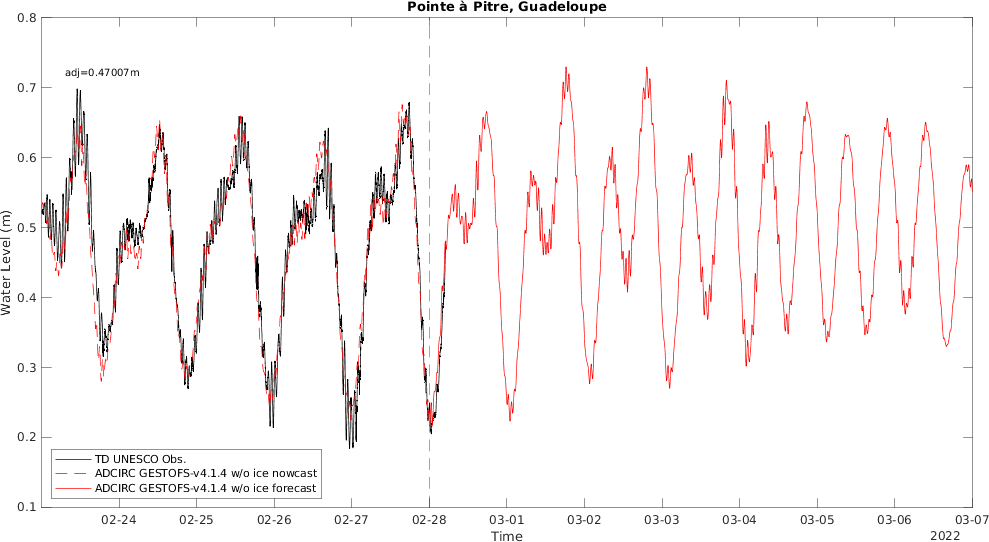 Pointe à Pitre, Guadeloupe
0.8
adj=0.47007m
0.7
0.6
0.5
0.4
0.3
0.2
0.1
Water Level (m)
TD UNESCO Obs.
ADCIRC GESTOFS-v4.1.4 w/o ice nowcast
ADCIRC GESTOFS-v4.1.4 w/o ice forecast
02-24 02-25 02-26 02-27 02-28 03-01 03-02 03-03 03-04 03-05 03-06 03-07
Time
2022